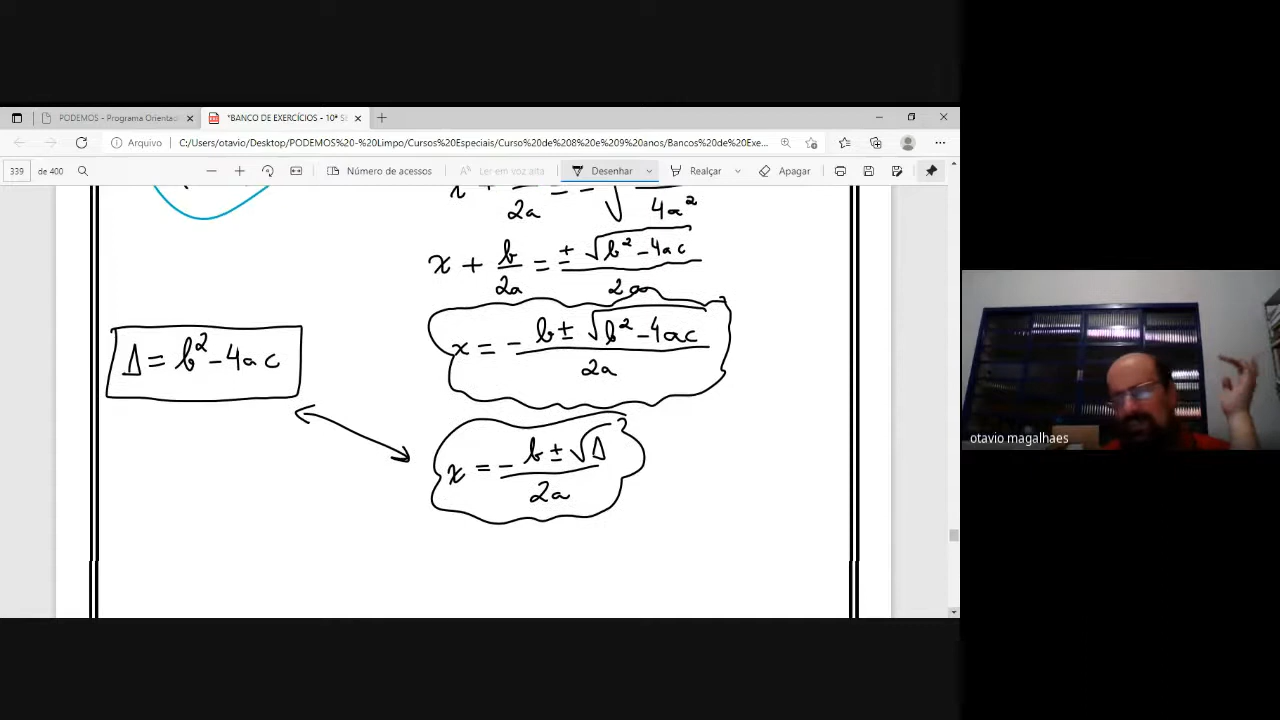 PODEMOS - Programa Orientad
*BANCO DE EXERCÍCIOS - 10ª S
Arquivo
C:/Users/otavio/Desktop/PODEMOS%20-%20Limpo/Cursos%20Especiais/Curso%20de%208%20e%209%20anos/Bancos%20de%20Exe...
339 de 400
Número de acessos
Ler em voz alta
Desenhar
Realçar
Apagar
2a
4a²
x + b/2a = ± √(b² - 4ac)/2a
x = - b ± √(b² - 4ac)/2a
Δ = b² - 4ac
x = - b ± √Δ/2a
otavio magalhaes